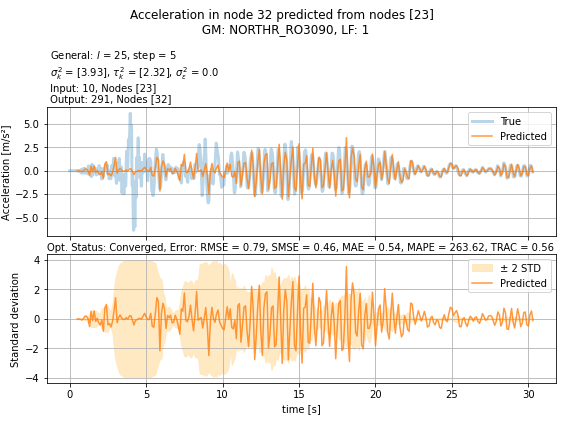 Acceleration in node 32 predicted from nodes [23]
GM: NORTHR_RO3090, LF: 1
General: l = 25, step = 5
σ²ₖ = [3.93], τ²ₖ = [2.32], σ²ε = 0.0
Input: 10, Nodes [23]
Output: 291, Nodes [32]
Acceleration [m/s²]
5.0
2.5
0.0
−2.5
−5.0
True
Predicted
Opt. Status: Converged, Error: RMSE = 0.79, SMSE = 0.46, MAE = 0.54, MAPE = 263.62, TRAC = 0.56
Standard deviation
4
2
0
−2
−4
± 2 STD
Predicted
0 5 10 15 20 25 30
time [s]